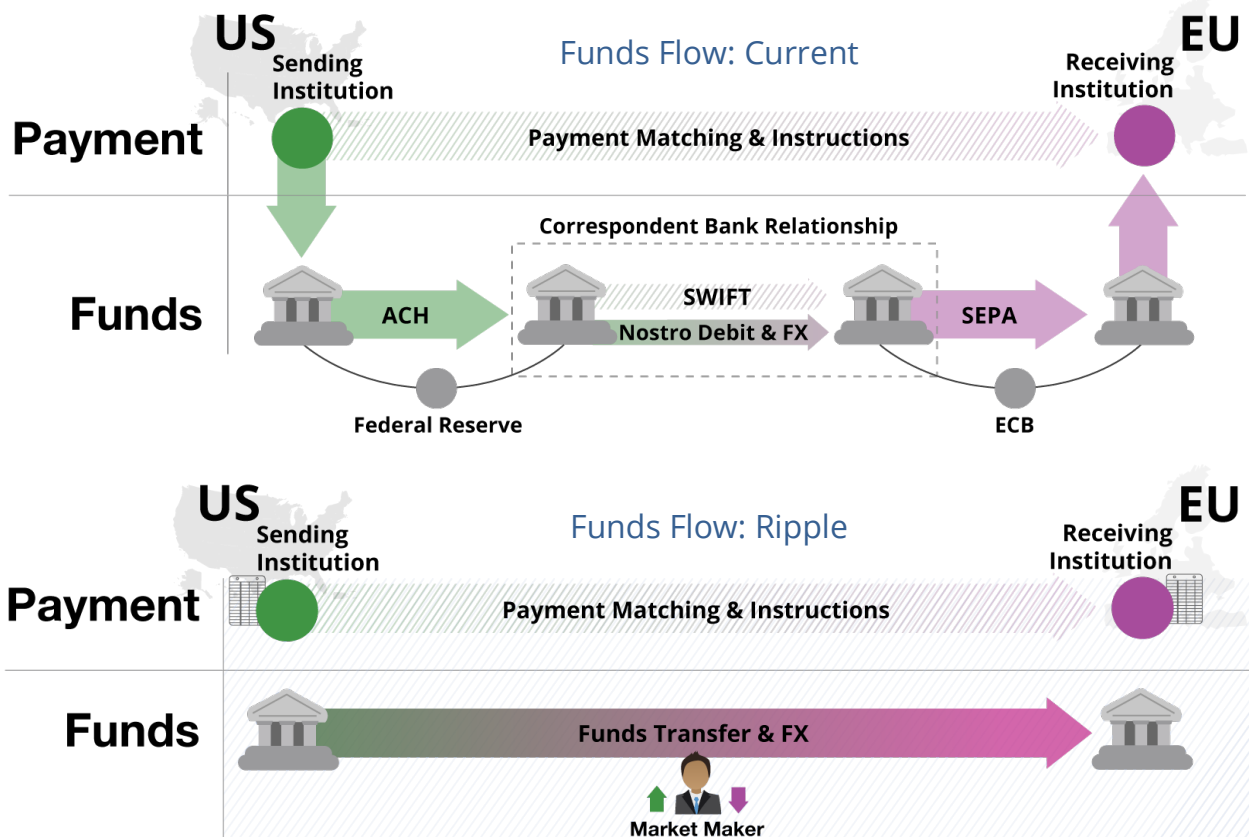 US
EU
Funds Flow: Current
Sending
Institution
Receiving
Institution
Payment
Payment Matching & Instructions
Correspondent Bank Relationship
Funds
ACH
SWIFT
Nostro Debit & FX
SEPA
Federal Reserve
ECB
US
EU
Funds Flow: Ripple
Sending
Institution
Receiving
Institution
Payment
Payment Matching & Instructions
Funds
Funds Transfer & FX
Market Maker